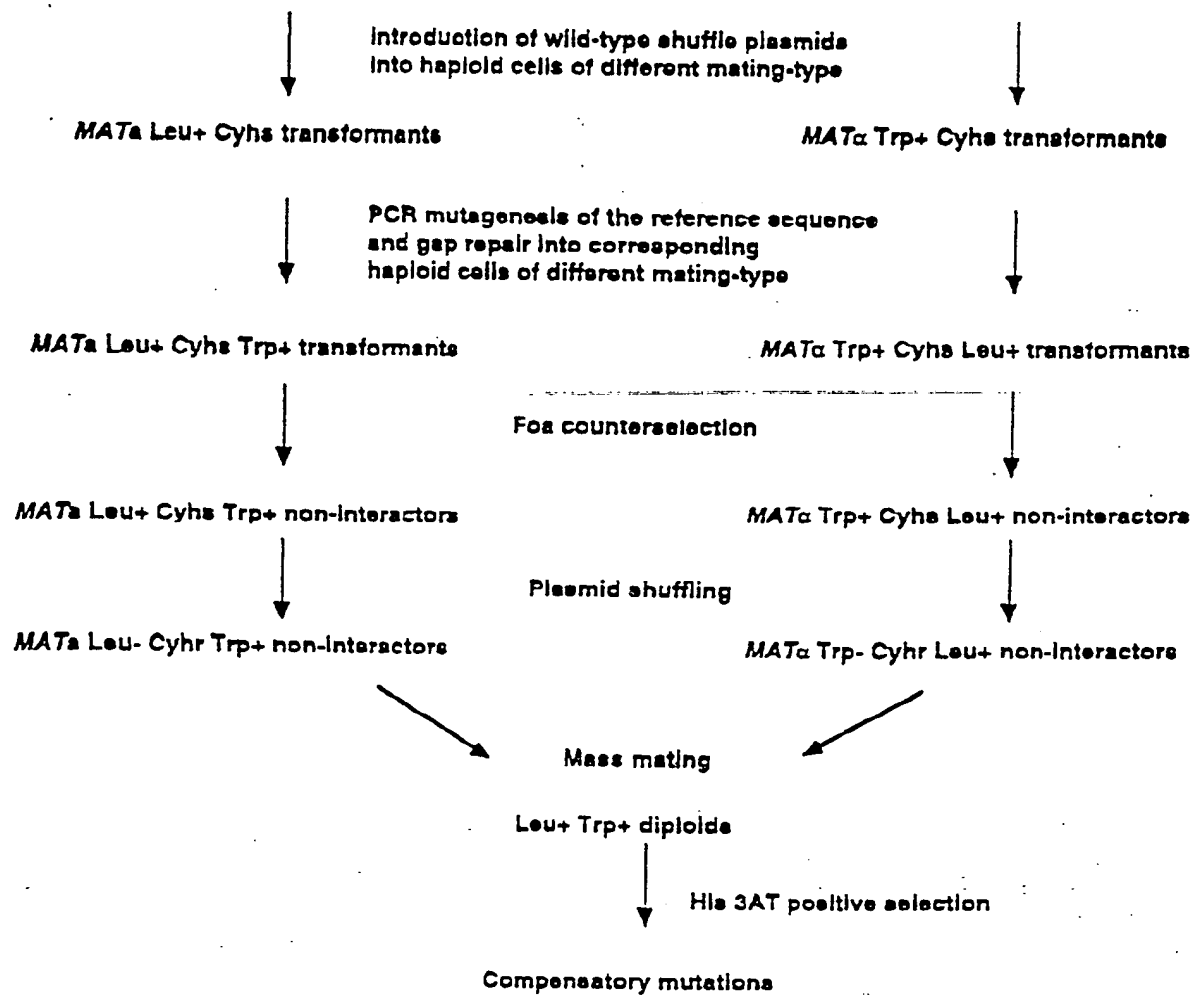 Introduction of wild-type shuffle plasmids
into haploid cells of different mating-type
MATa Leu+ Cyhs transformants
MATα Trp+ Cyhs transformants
PCR mutagenesis of the reference sequence
and gap repair into corresponding
haploid cells of different mating-type
MATa Leu+ Cyhs Trp+ transformants
MATα Trp+ Cyhs Leu+ transformants
Foa counterselection
MATa Leu+ Cyhs Trp+ non-interactors
MATα Trp+ Cyhs Leu+ non-interactors
Plasmid shuffling
MATa Leu- Cyhr Trp+ non-interactors
MATα Trp- Cyhr Leu+ non-interactors
Mass mating
Leu+ Trp+ diploids
His 3AT positive selection
Compensatory mutations